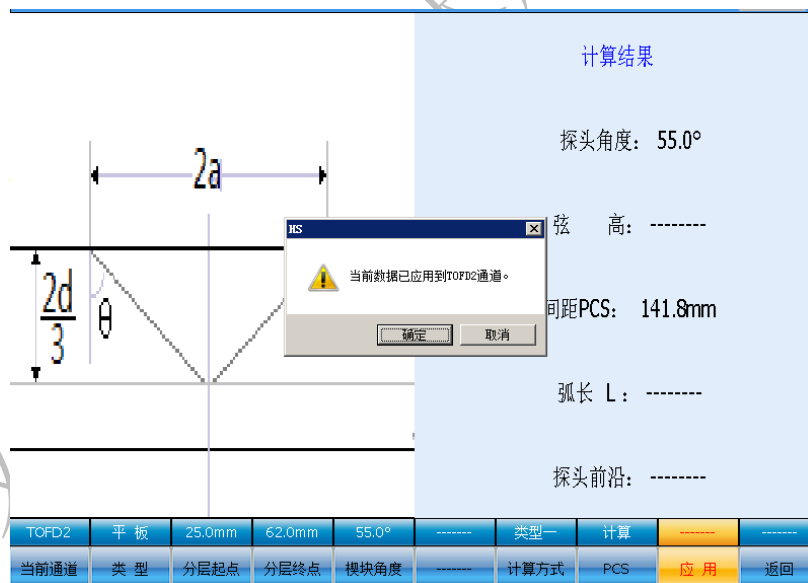 计算结果
探头角度： 55.0°
2a
HS
弦 高： --------
当前数据已应用到TOFD2通道。
2d
3
θ
间距PCS： 141.8mm
确定 取消
弧长 L： --------
探头前沿： --------
TOFD2 平 板 25.0mm 62.0mm 55.0° ------- 类型一 计算 ------- -------
当前通道 类 型 分层起点 分层终点 楔块角度 ------- 计算方式 PCS 应 用 返回